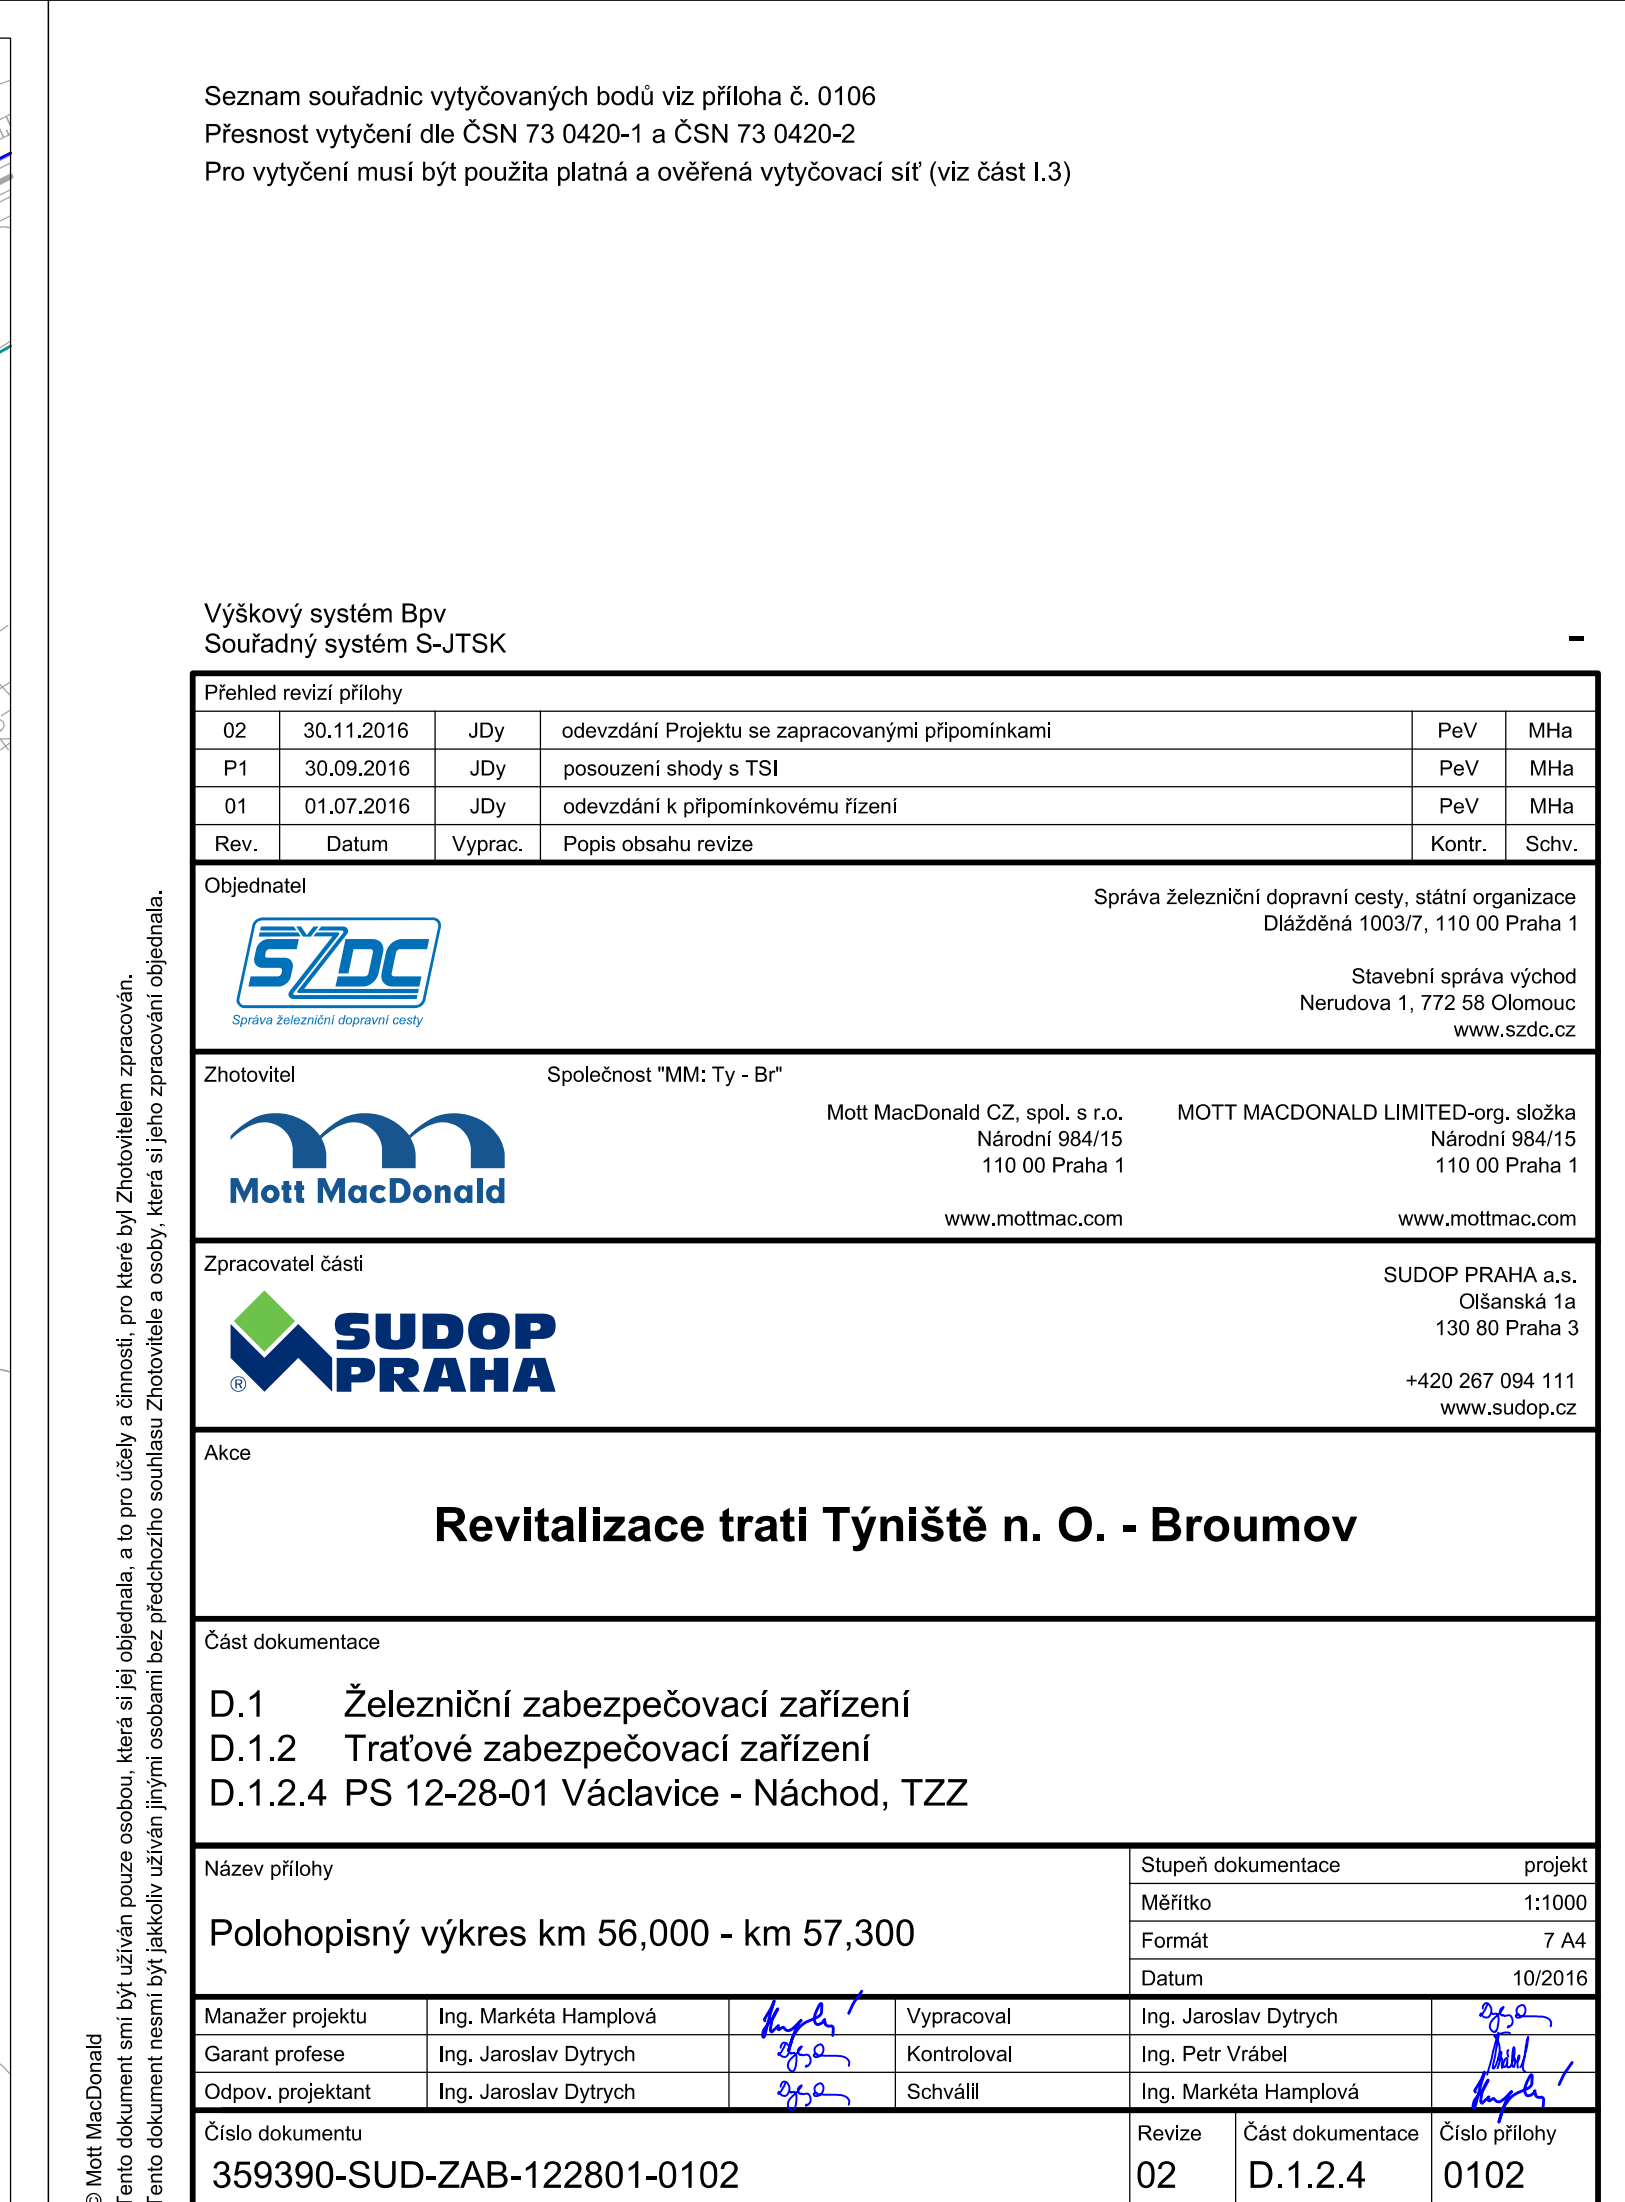 Seznam souřadnic vytyčovaných bodů viz příloha č. 0106
Přesnost vytyčení dle ČSN 73 0420-1 a ČSN 73 0420-2
Pro vytyčení musí být použita platná a ověřená vytyčovací síť (viz část I.3)
Výškový systém Bpv
Souřadný systém S-JTSK
-
Přehled revizí přílohy
02 30.11.2016 JDy odevzdání Projektu se zapracovanými připomínkami PeV MHa
P1 30.09.2016 JDy posouzení shody s TSI PeV MHa
01 01.07.2016 JDy odevzdání k připomínkovému řízení PeV MHa
Rev. Datum Vyprac. Popis obsahu revize Kontr. Schv.
Objednatel
SŽDC
Správa železniční dopravní cesty
Správa železniční dopravní cesty, státní organizace
Dlážděná 1003/7, 110 00 Praha 1
Stavební správa východ
Nerudova 1, 772 58 Olomouc
www.szdc.cz
Zhotovitel
Společnost "MM: Ty - Br"
Mott MacDonald
Mott MacDonald CZ, spol. s r.o.
Národní 984/15
110 00 Praha 1
www.mottmac.com
MOTT MACDONALD LIMITED-org. složka
Národní 984/15
110 00 Praha 1
www.mottmac.com
Zpracovatel části
SUDOP
PRAHA
®
SUDOP PRAHA a.s.
Olšanská 1a
130 80 Praha 3
+420 267 094 111
www.sudop.cz
Akce
Revitalizace trati Týniště n. O. - Broumov
Část dokumentace
D.1 Železniční zabezpečovací zařízení
D.1.2 Traťové zabezpečovací zařízení
D.1.2.4 PS 12-28-01 Václavice - Náchod, TZZ
Název přílohy
Polohopisný výkres km 56,000 - km 57,300
Stupeň dokumentace projekt
Měřítko 1:1000
Formát 7 A4
Datum 10/2016
Manažer projektu Ing. Markéta Hamplová Vypracoval Ing. Jaroslav Dytrych
Garant profese Ing. Jaroslav Dytrych Kontroloval Ing. Petr Vrábel
Odpov. projektant Ing. Jaroslav Dytrych Schválil Ing. Markéta Hamplová
Číslo dokumentu
359390-SUD-ZAB-122801-0102
Revize
02
Část dokumentace
D.1.2.4
Číslo přílohy
0102
© Mott MacDonald
Tento dokument smí být užíván pouze osobou, která si jej objednala, a to pro účely a činnosti, pro které byl Zhotovitelem zpracován.
Tento dokument nesmí být jakkoliv užíván jinými osobami bez předchozího souhlasu Zhotovitele a osoby, která si jeho zpracování objednala.